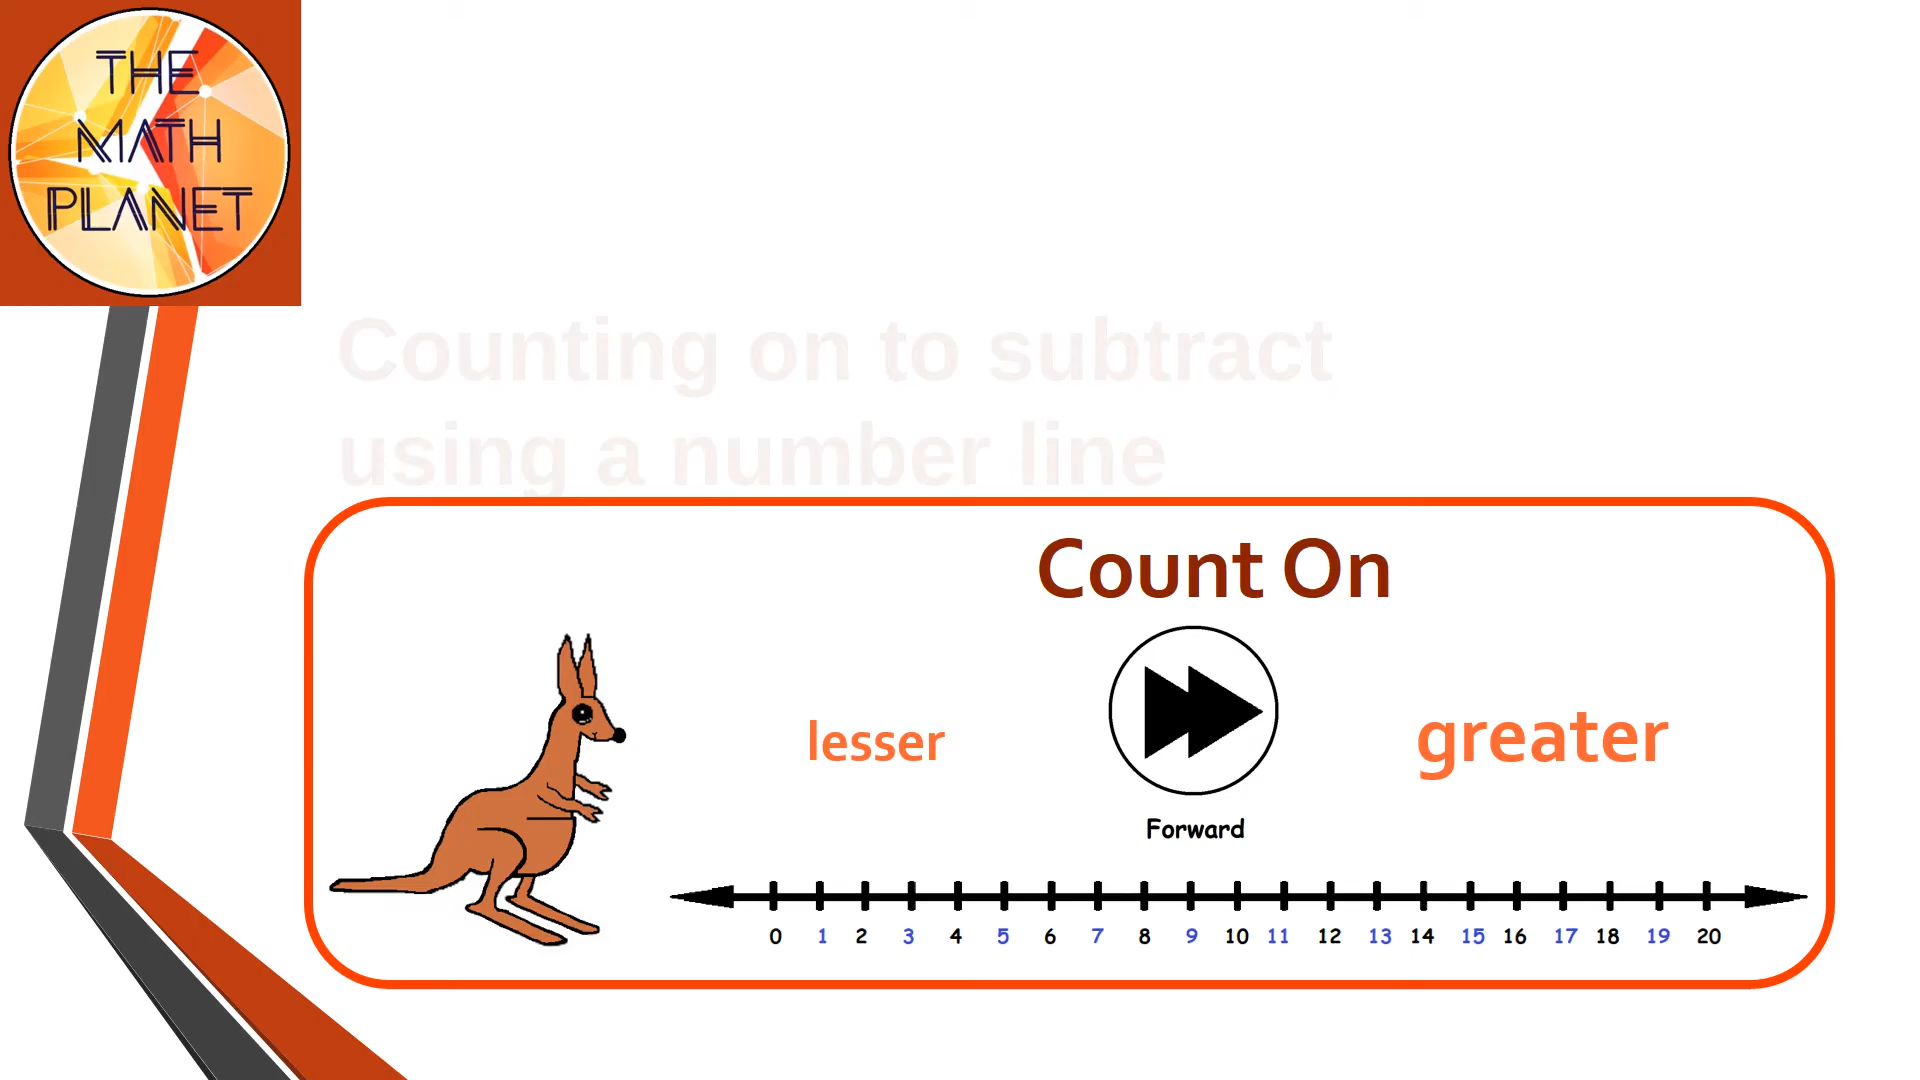 THE
MATH
PLANET
Counting on to subtract
using a number line
Count On
lesser
greater
Forward
0 1 2 3 4 5 6 7 8 9 10 11 12 13 14 15 16 17 18 19 20